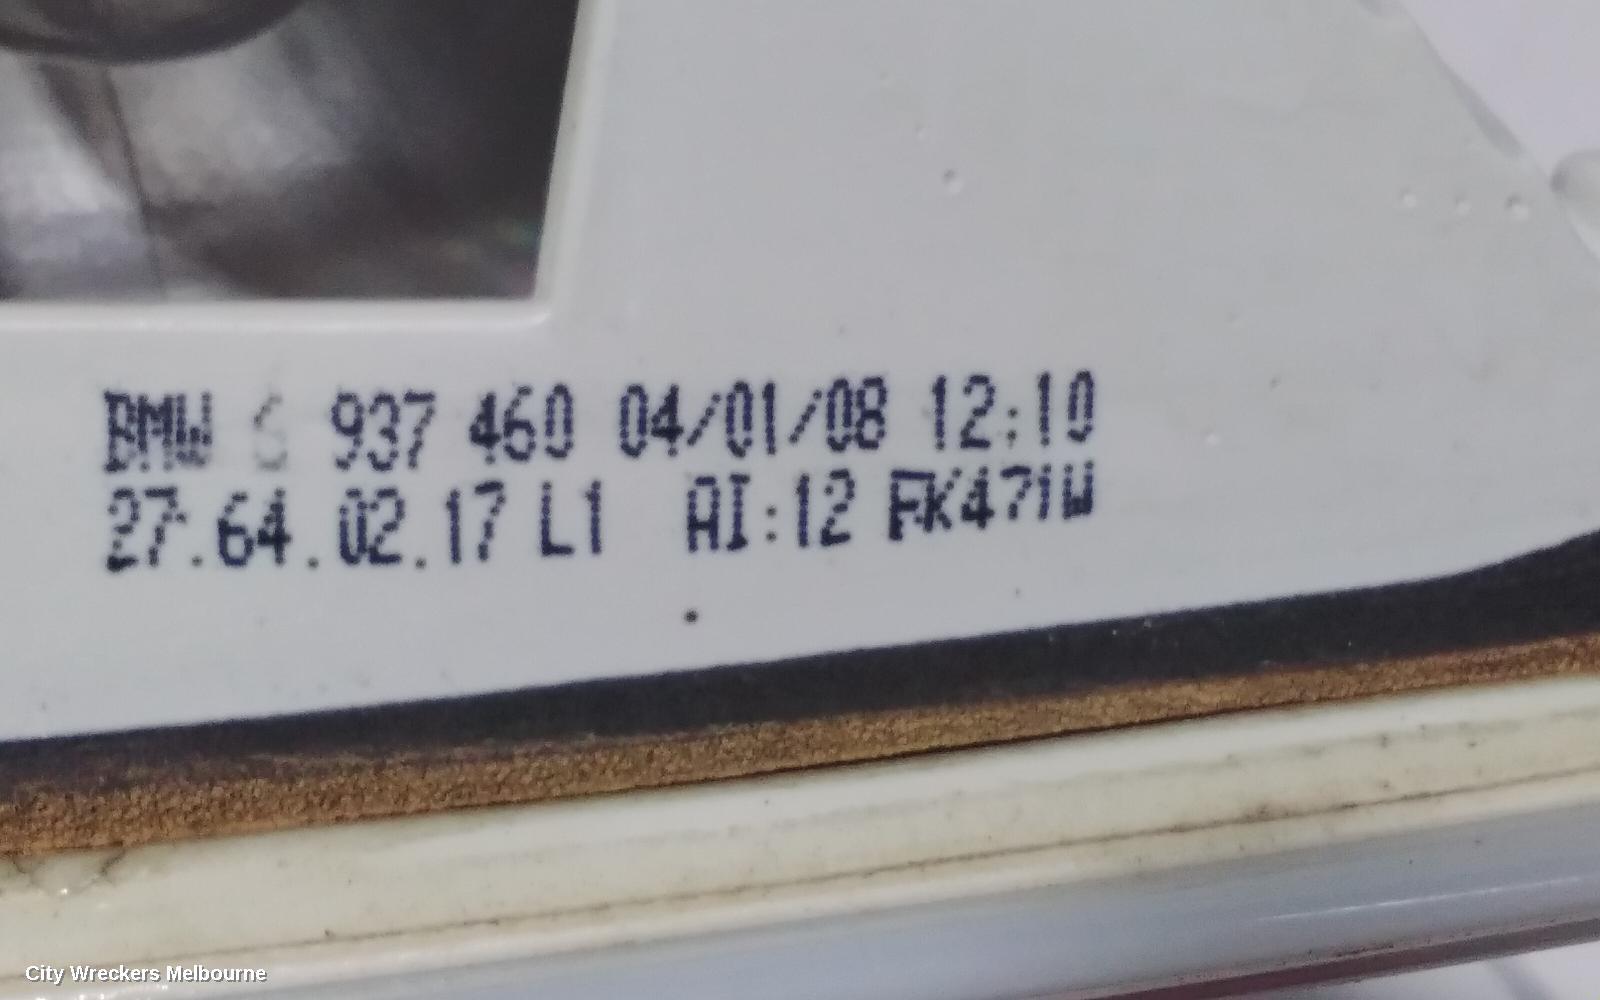 BMW 6 937 460 04/01/08 12:10
27.64.02.17 L1 AI:12 FK471W
City Wreckers Melbourne